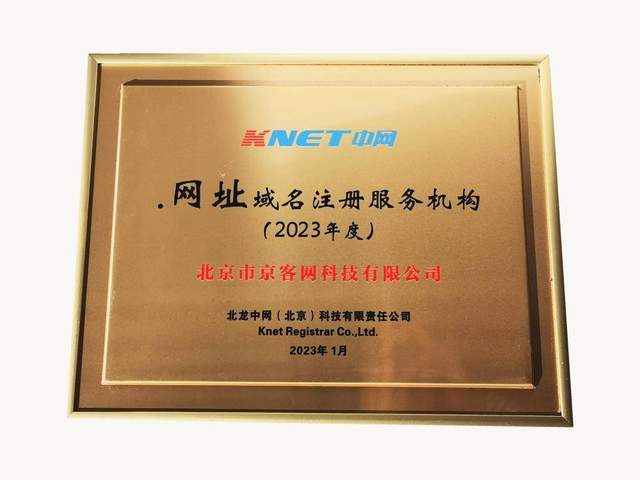 KNET中网
.网址域名注册服务机构
（2023年度）
北京市京客网科技有限公司
北龙中网（北京）科技有限责任公司
Knet Registrar Co.,Ltd.
2023年1月